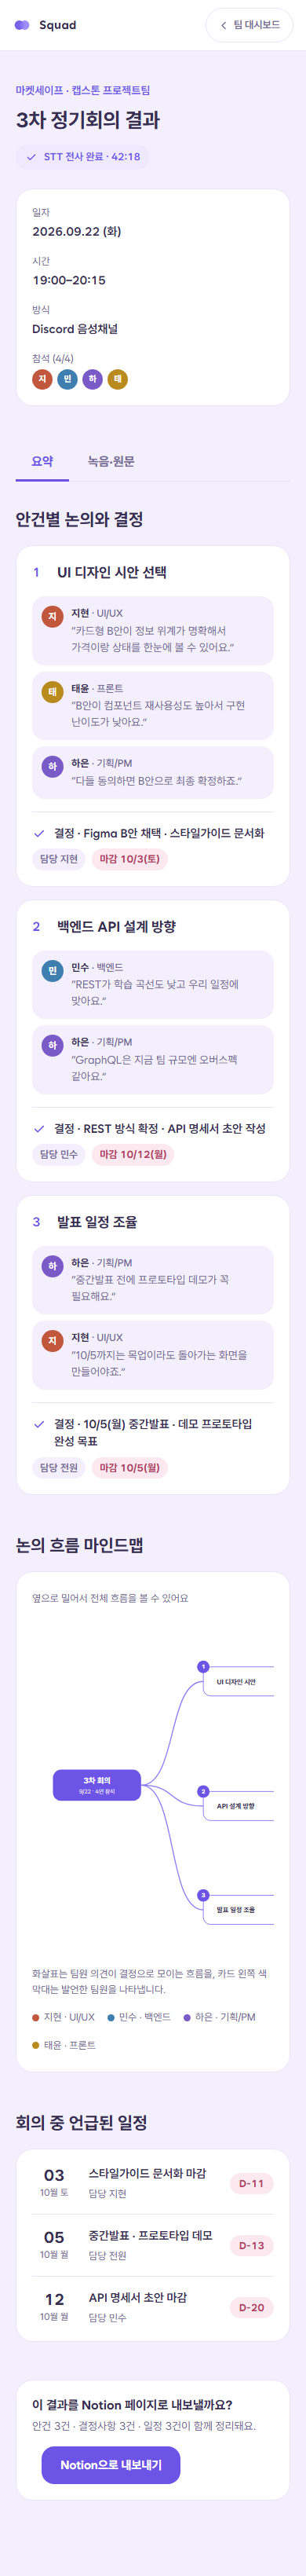 Squad
팀 대시보드
마켓세이프 · 캡스톤 프로젝트팀
3차 정기회의 결과
STT 전사 완료 · 42:18
일자
2026.09.22 (화)
시간
19:00–20:15
방식
Discord 음성채널
참석 (4/4)
지 민 하 태
요약
녹음·원문
안건별 논의와 결정
1 UI 디자인 시안 선택
지
지현 · UI/UX
“카드형 B안이 정보 위계가 명확해서
가격이랑 상태를 한눈에 볼 수 있어요.”
태
태윤 · 프론트
“B안이 컴포넌트 재사용성도 높아서 구현
난이도가 낮아요.”
하
하은 · 기획/PM
“다들 동의하면 B안으로 최종 확정하죠.”
결정 · Figma B안 채택 · 스타일가이드 문서화
담당 지현
마감 10/3(토)
2 백엔드 API 설계 방향
민
민수 · 백엔드
“REST가 학습 곡선도 낮고 우리 일정에
맞아요.”
하
하은 · 기획/PM
“GraphQL은 지금 팀 규모엔 오버스펙
같아요.”
결정 · REST 방식 확정 · API 명세서 초안 작성
담당 민수
마감 10/12(월)
3 발표 일정 조율
하
하은 · 기획/PM
“중간발표 전에 프로토타입 데모가 꼭
필요해요.”
지
지현 · UI/UX
“10/5까지는 목업이라도 돌아가는 화면을
만들어야죠.”
결정 · 10/5(월) 중간발표 · 데모 프로토타입
완성 목표
담당 전원
마감 10/5(월)
논의 흐름 마인드맵
옆으로 밀어서 전체 흐름을 볼 수 있어요
1
UI 디자인 시안
3차 회의
9/22 · 4인 참석
2
API 설계 방향
3
발표 일정 조율
화살표는 팀원 의견이 결정으로 모이는 흐름을, 카드 왼쪽 색
막대는 발언한 팀원을 나타냅니다.
지현 · UI/UX
민수 · 백엔드
하은 · 기획/PM
태윤 · 프론트
회의 중 언급된 일정
03
10월 토
스타일가이드 문서화 마감
담당 지현
D-11
05
10월 월
중간발표 · 프로토타입 데모
담당 전원
D-13
12
10월 월
API 명세서 초안 마감
담당 민수
D-20
이 결과를 Notion 페이지로 내보낼까요?
안건 3건 · 결정사항 3건 · 일정 3건이 함께 정리돼요.
Notion으로 내보내기